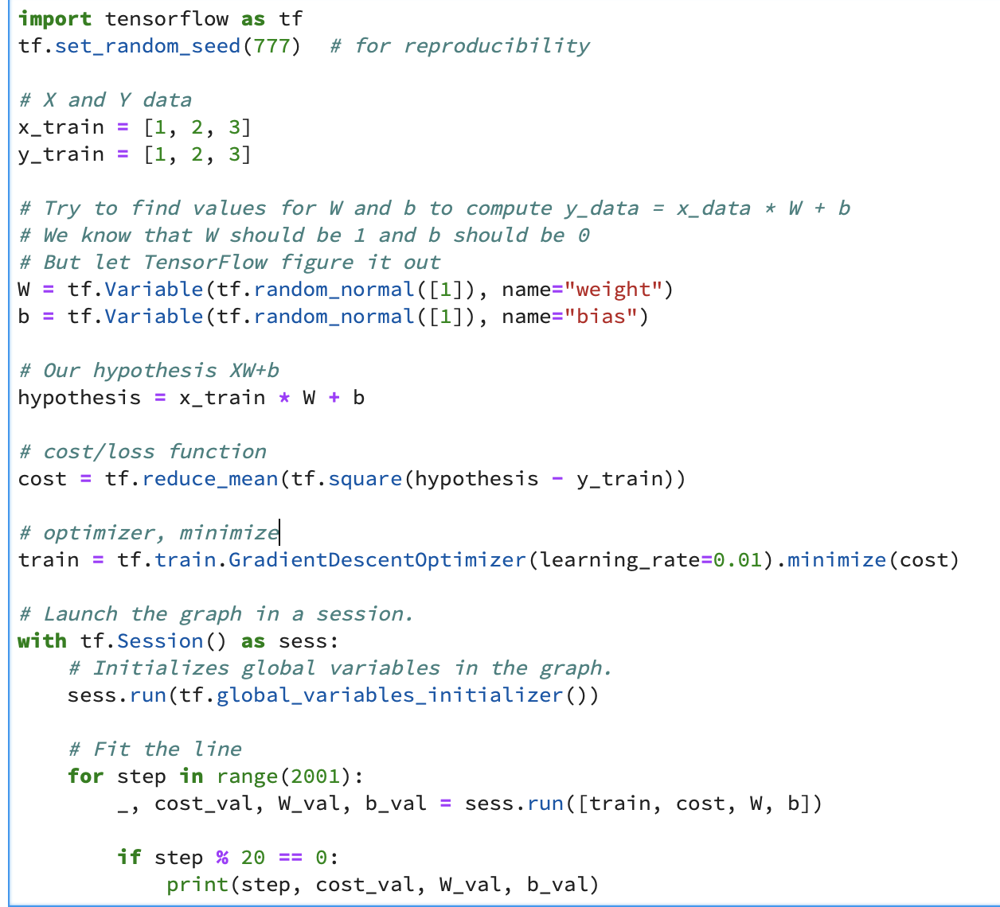 import tensorflow as tf
tf.set_random_seed(777)  # for reproducibility

# X and Y data
x_train = [1, 2, 3]
y_train = [1, 2, 3]

# Try to find values for W and b to compute y_data = x_data * W + b
# We know that W should be 1 and b should be 0
# But let TensorFlow figure it out
W = tf.Variable(tf.random_normal([1]), name="weight")
b = tf.Variable(tf.random_normal([1]), name="bias")

# Our hypothesis XW+b
hypothesis = x_train * W + b

# cost/loss function
cost = tf.reduce_mean(tf.square(hypothesis - y_train))

# optimizer, minimize
train = tf.train.GradientDescentOptimizer(learning_rate=0.01).minimize(cost)

# Launch the graph in a session.
with tf.Session() as sess:
    # Initializes global variables in the graph.
    sess.run(tf.global_variables_initializer())

    # Fit the line
    for step in range(2001):
        _, cost_val, W_val, b_val = sess.run([train, cost, W, b])

        if step % 20 == 0:
            print(step, cost_val, W_val, b_val)